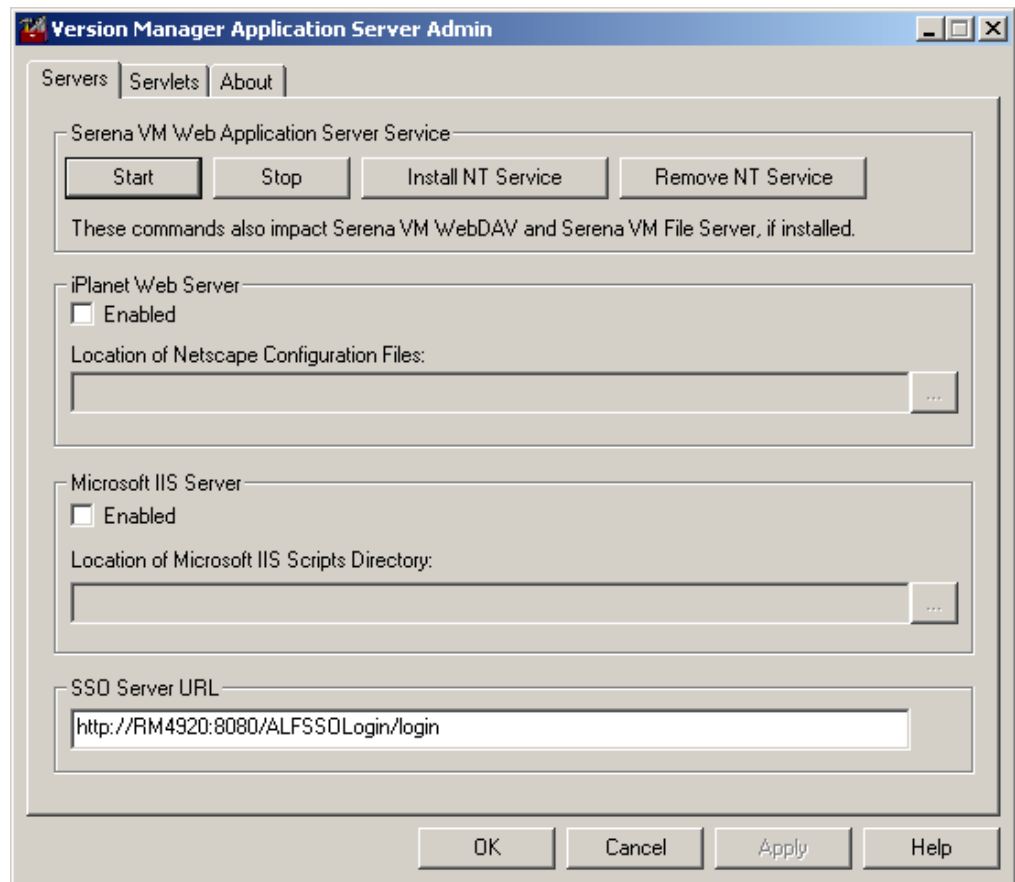 Version Manager Application Server Admin
Servers Servlets About
Serena VM Web Application Server Service
Start Stop Install NT Service Remove NT Service
These commands also impact Serena VM WebDAV and Serena VM File Server, if installed.
iPlanet Web Server
Enabled
Location of Netscape Configuration Files:
...
Microsoft IIS Server
Enabled
Location of Microsoft IIS Scripts Directory:
...
SSO Server URL
http://RM4920:8080/ALFSSOLogin/login
OK Cancel Apply Help